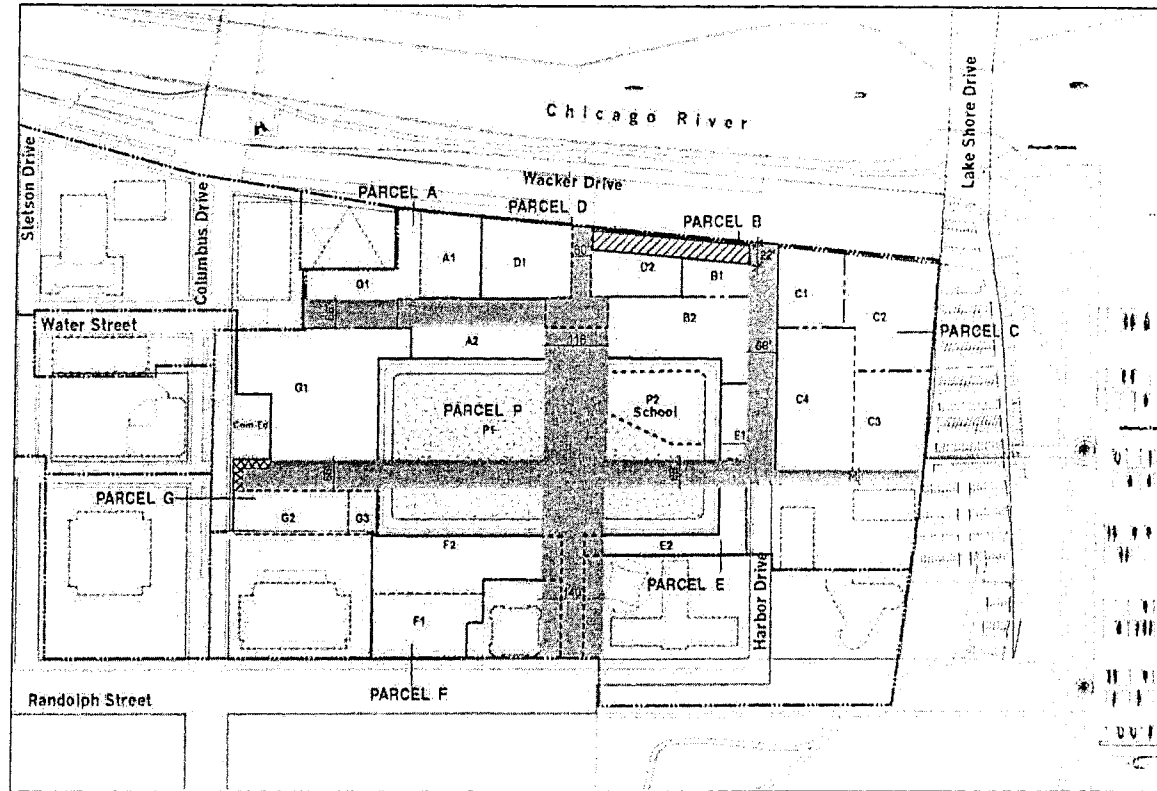 Chicago River
Lake Shore Drive
Stetson Drive
Columbus Drive
Wacker Drive
PARCEL A
PARCEL D
PARCEL B
A1
D1
60'
D2
B1
C1
C2
PARCEL C
Water Street
A2
B2
G1
PARCEL P
P1
P2
School
C4
C3
Com-Ed
E1
PARCEL G
G2
G3
F2
E2
PARCEL E
Harbor Drive
F1
PARCEL F
Randolph Street